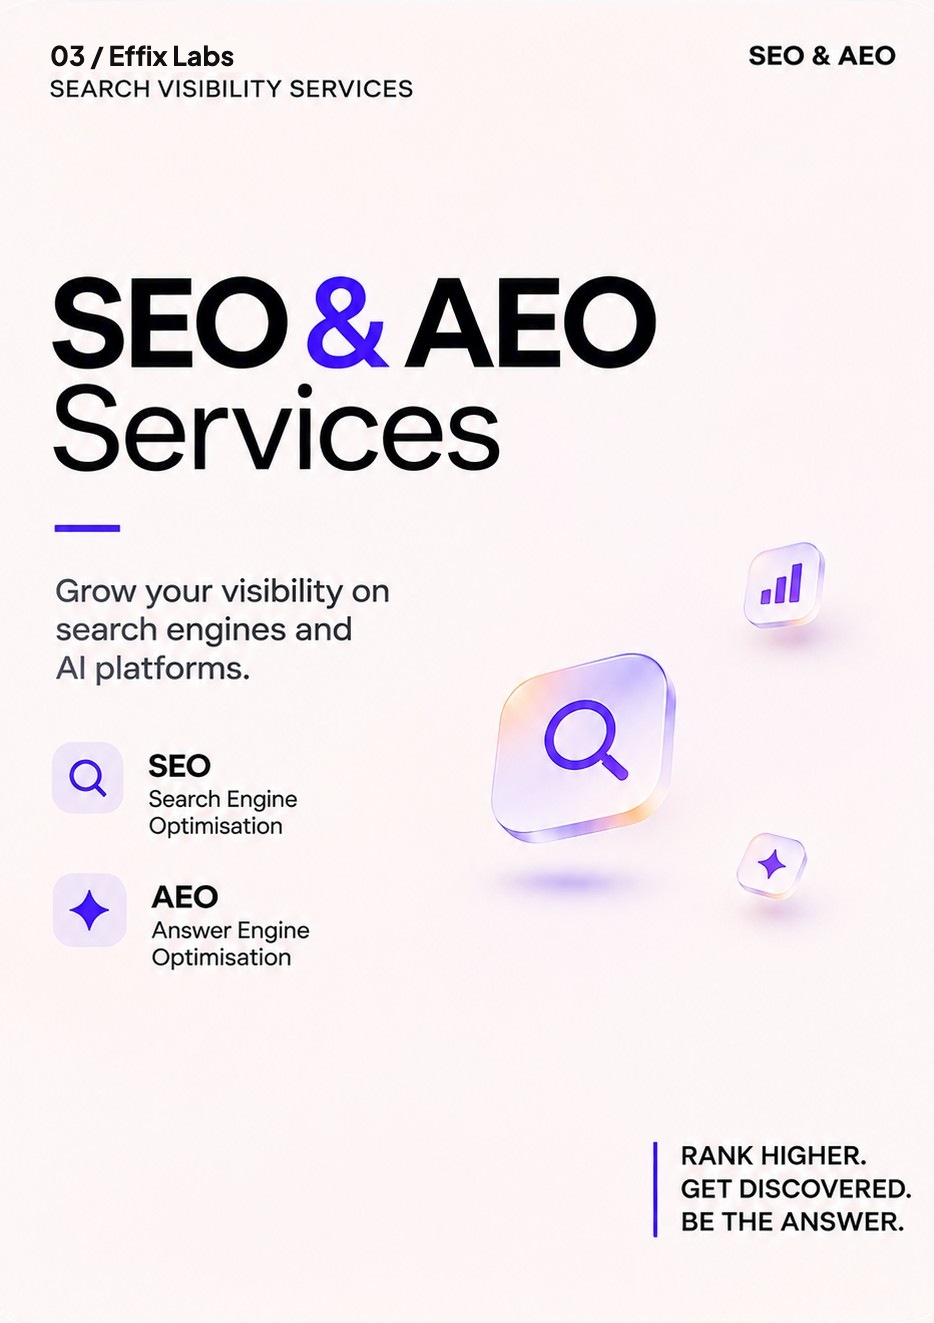 03 / Effix Labs
SEARCH VISIBILITY SERVICES
SEO & AEO
SEO & AEO
Services
Grow your visibility on
search engines and
AI platforms.
SEO
Search Engine
Optimisation
AEO
Answer Engine
Optimisation
RANK HIGHER.
GET DISCOVERED.
BE THE ANSWER.